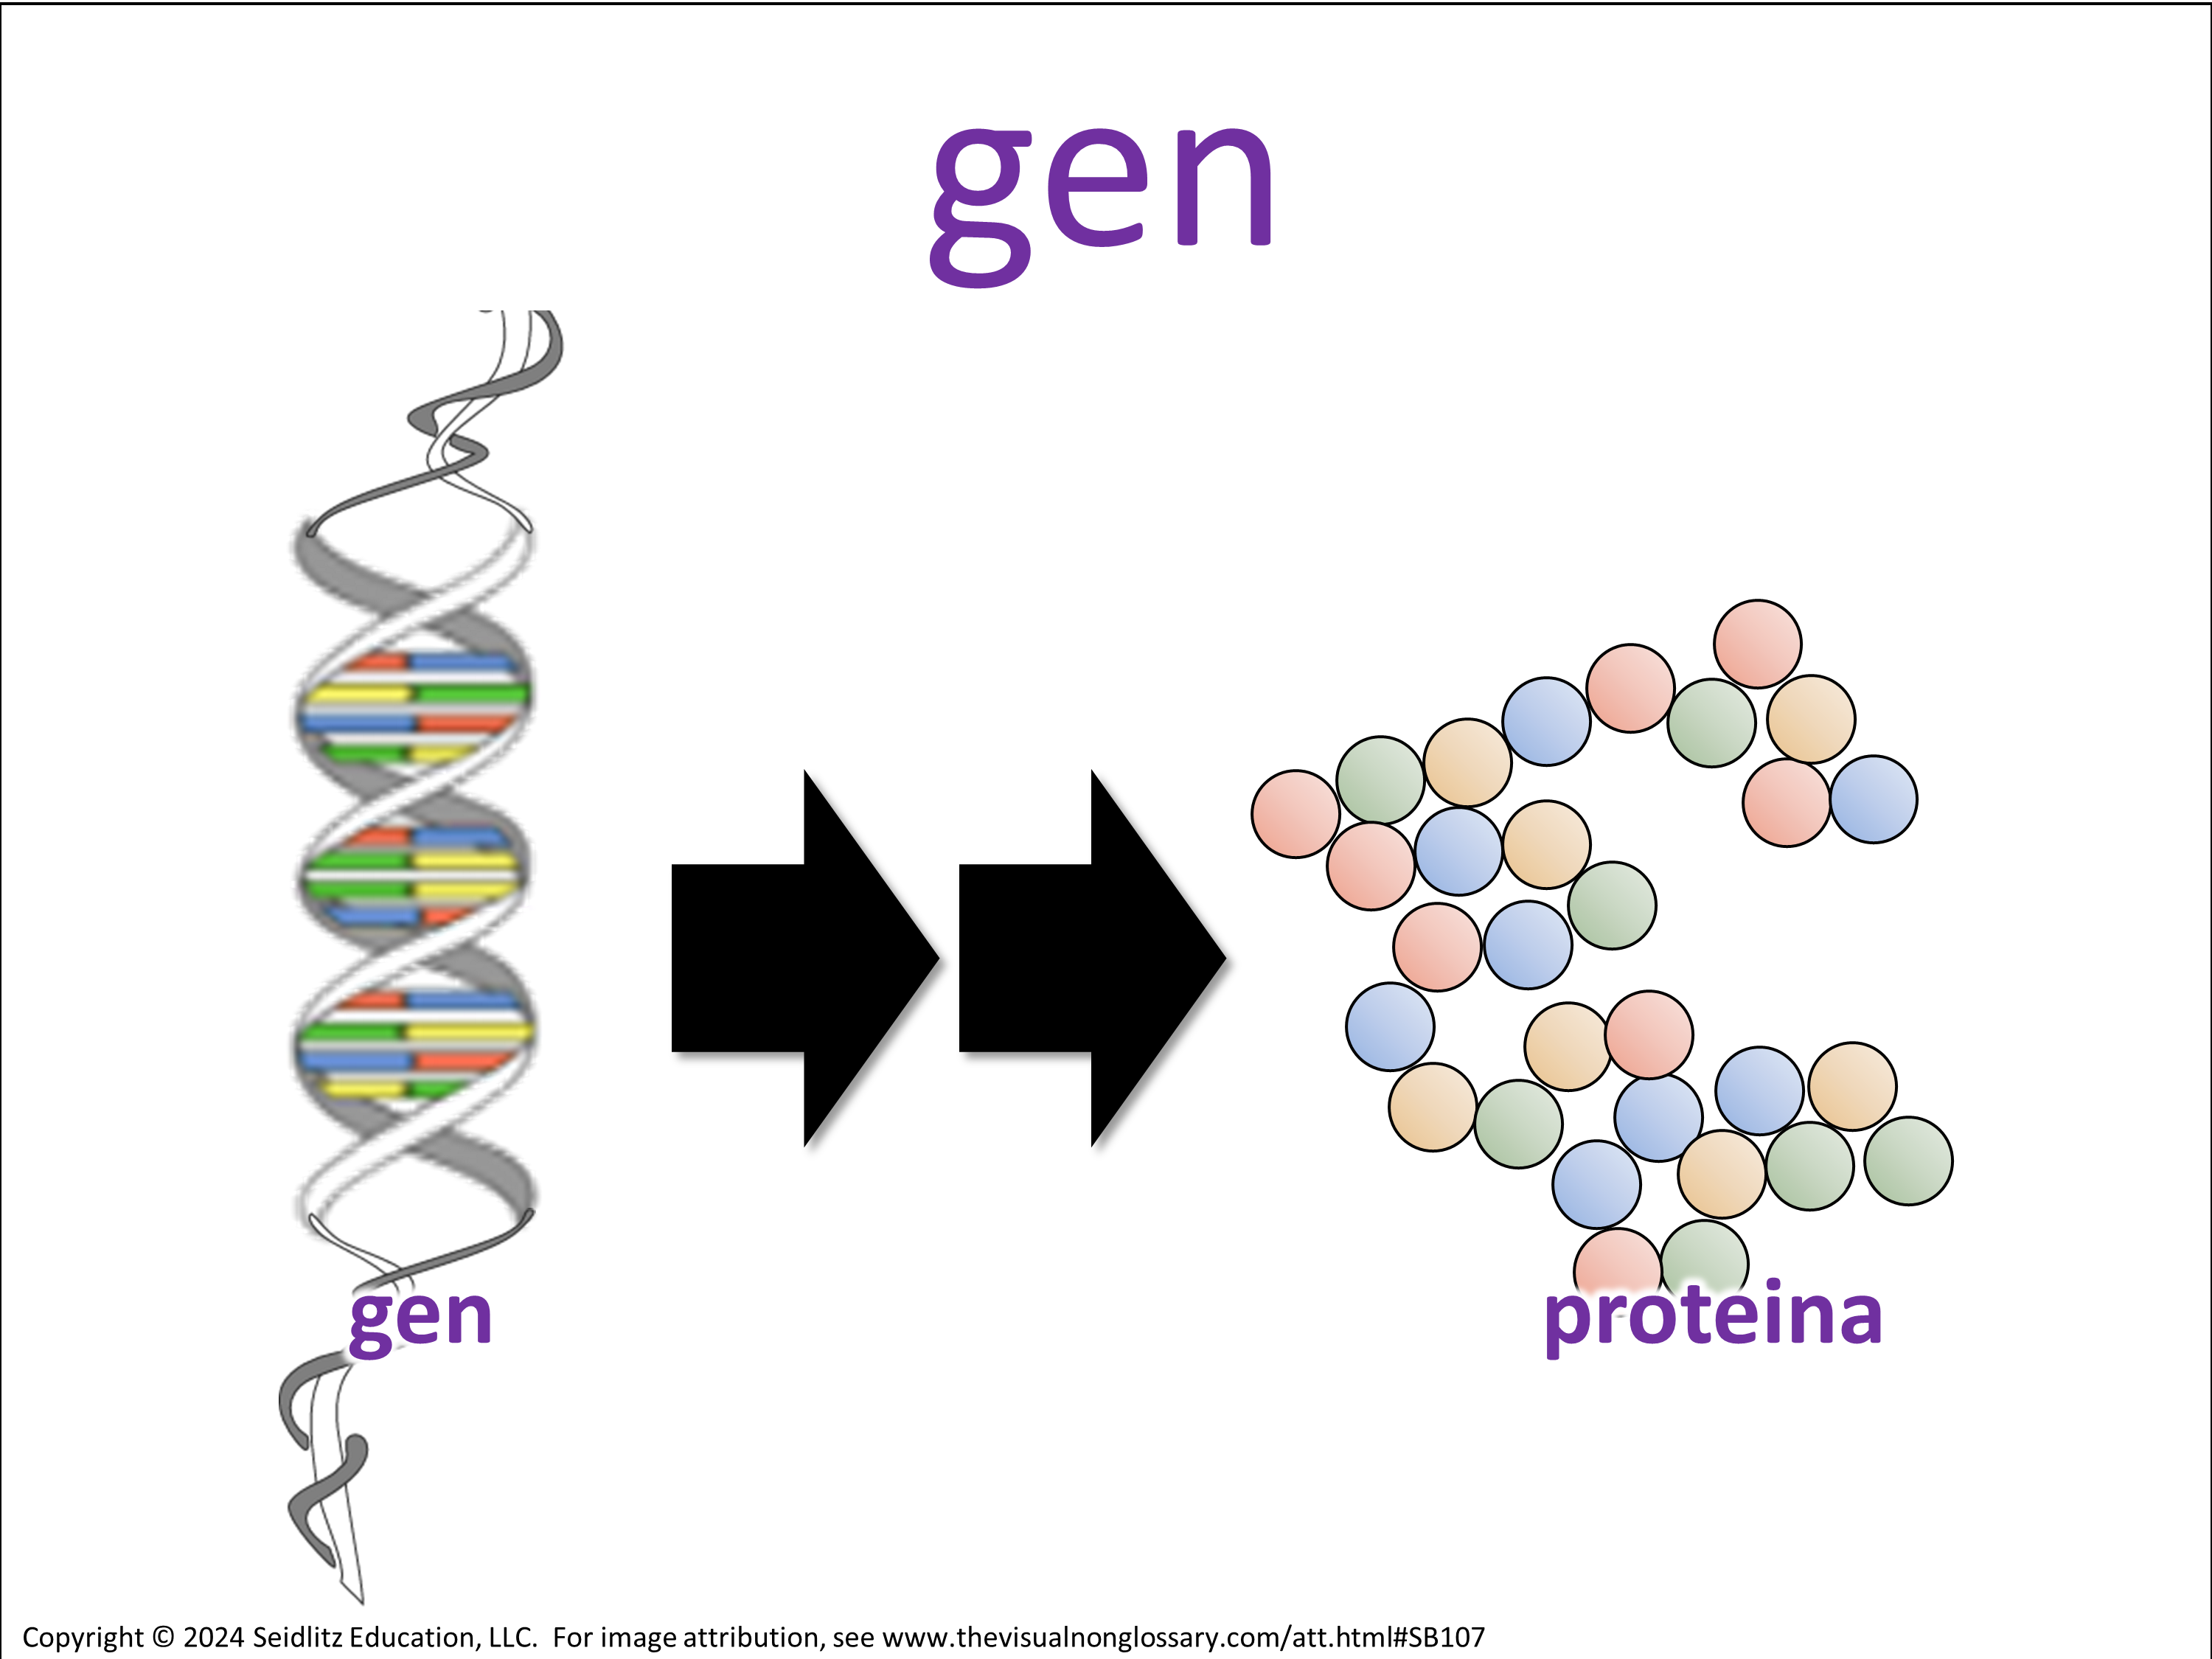 gen
gen
proteina
Copyright © 2024 Seidlitz Education, LLC.  For image attribution, see www.thevisualnonglossary.com/att.html#SB107